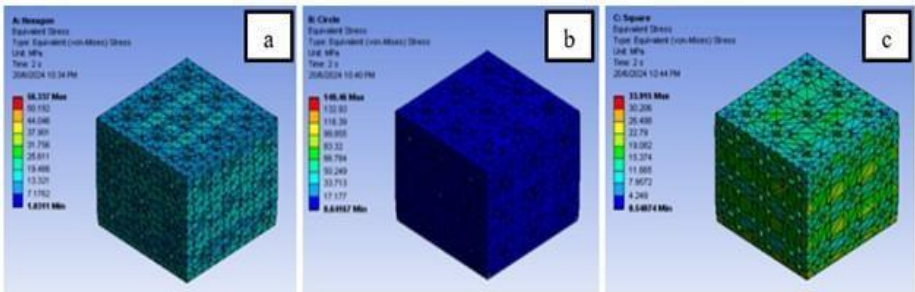 A: Hexagon
Equivalent Stress
Type: Equivalent (von-Mises) Stress
Unit: MPa
Time: 2 s
20/6/2024 10:34 PM
56.337 Max
50.192
44.046
37.901
31.756
25.611
19.466
13.321
7.1762
1.0311 Min
a
B: Circle
Equivalent Stress
Type: Equivalent (von-Mises) Stress
Unit: MPa
Time: 2 s
20/6/2024 10:40 PM
149.46 Max
132.93
116.39
99.855
83.32
66.784
50.249
33.713
17.177
0.64167 Min
b
C: Square
Equivalent Stress
Type: Equivalent (von-Mises) Stress
Unit: MPa
Time: 2 s
20/6/2024 10:44 PM
33.915 Max
30.206
26.498
22.79
19.082
15.374
11.665
7.9572
4.249
0.54074 Min
c